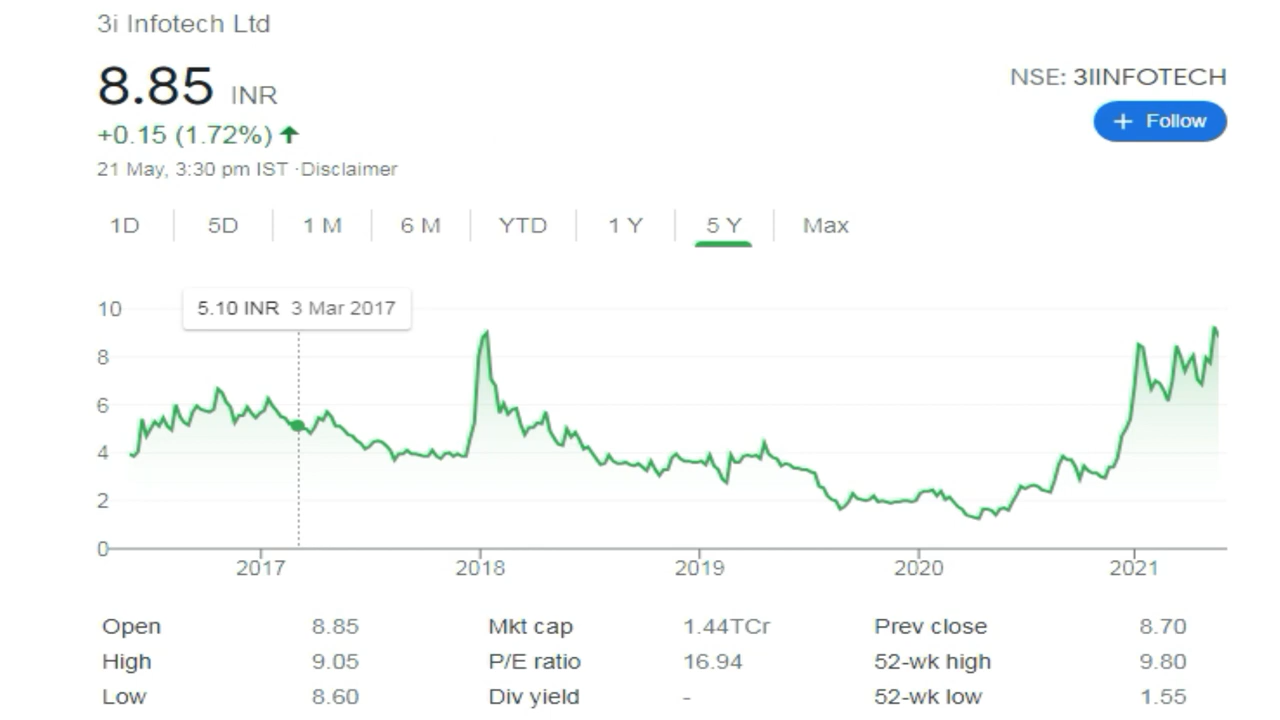 3i Infotech Ltd
8.85 INR
NSE: 3IINFOTECH
+ Follow
+0.15 (1.72%) ↑
21 May, 3:30 pm IST ·Disclaimer
1D 5D 1 M 6 M YTD 1 Y 5 Y Max
5.10 INR 3 Mar 2017
10
8
6
4
2
0
2017 2018 2019 2020 2021
Open 8.85 Mkt cap 1.44TCr Prev close 8.70
High 9.05 P/E ratio 16.94 52-wk high 9.80
Low 8.60 Div yield - 52-wk low 1.55